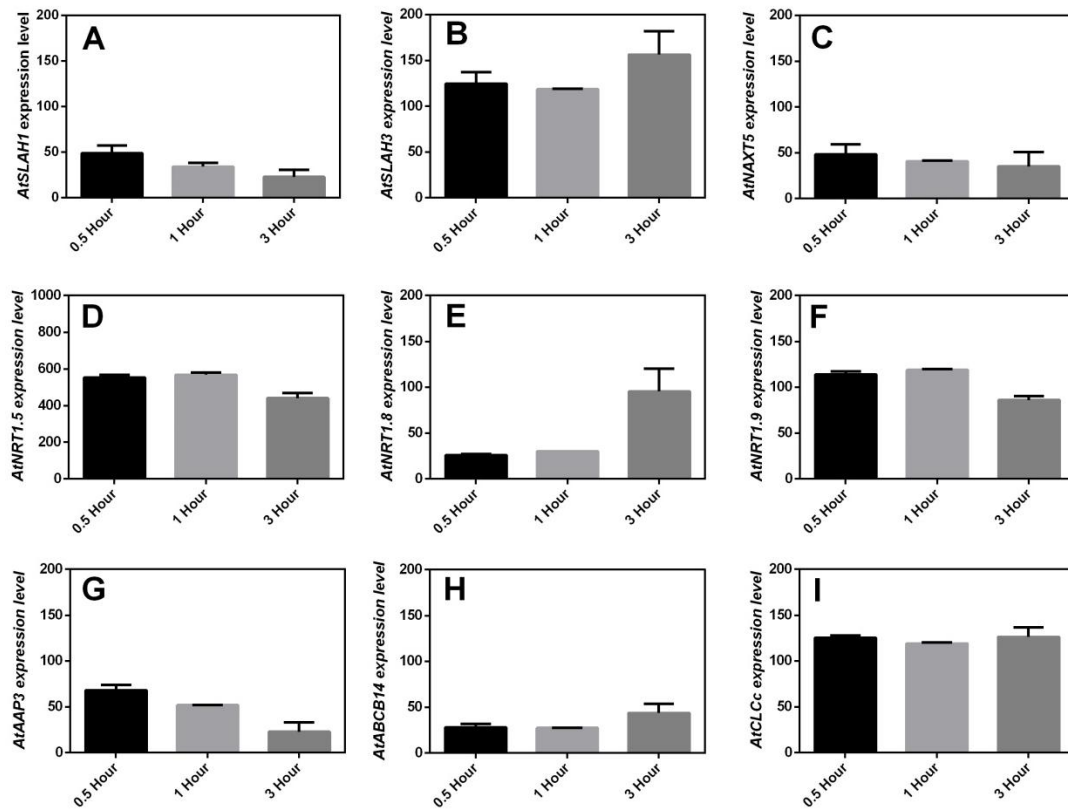 A
AtSLAH1 expression level
200
150
100
50
0
0.5 Hour
1 Hour
3 Hour
B
AtSLAH3 expression level
200
150
100
50
0
0.5 Hour
1 Hour
3 Hour
C
AtNAXT5 expression level
200
150
100
50
0
0.5 Hour
1 Hour
3 Hour
D
AtNRT1.5 expression level
1000
800
600
400
200
0
0.5 Hour
1 Hour
3 Hour
E
AtNRT1.8 expression level
200
150
100
50
0
0.5 Hour
1 Hour
3 Hour
F
AtNRT1.9 expression level
200
150
100
50
0
0.5 Hour
1 Hour
3 Hour
G
AtAAP3 expression level
200
150
100
50
0
0.5 Hour
1 Hour
3 Hour
H
AtABCB14 expression level
200
150
100
50
0
0.5 Hour
1 Hour
3 Hour
I
AtCLCc expression level
200
150
100
50
0
0.5 Hour
1 Hour
3 Hour